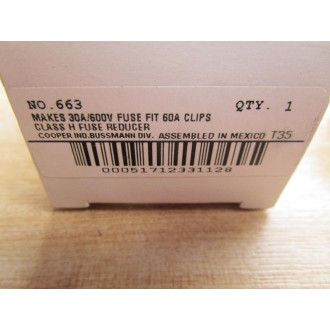 NO.663 QTY. 1
MAKES 30A/600V FUSE FIT 60A CLIPS
CLASS H FUSE REDUCER
COOPER IND.BUSSMANN DIV. ASSEMBLED IN MEXICO T35
00051712331128